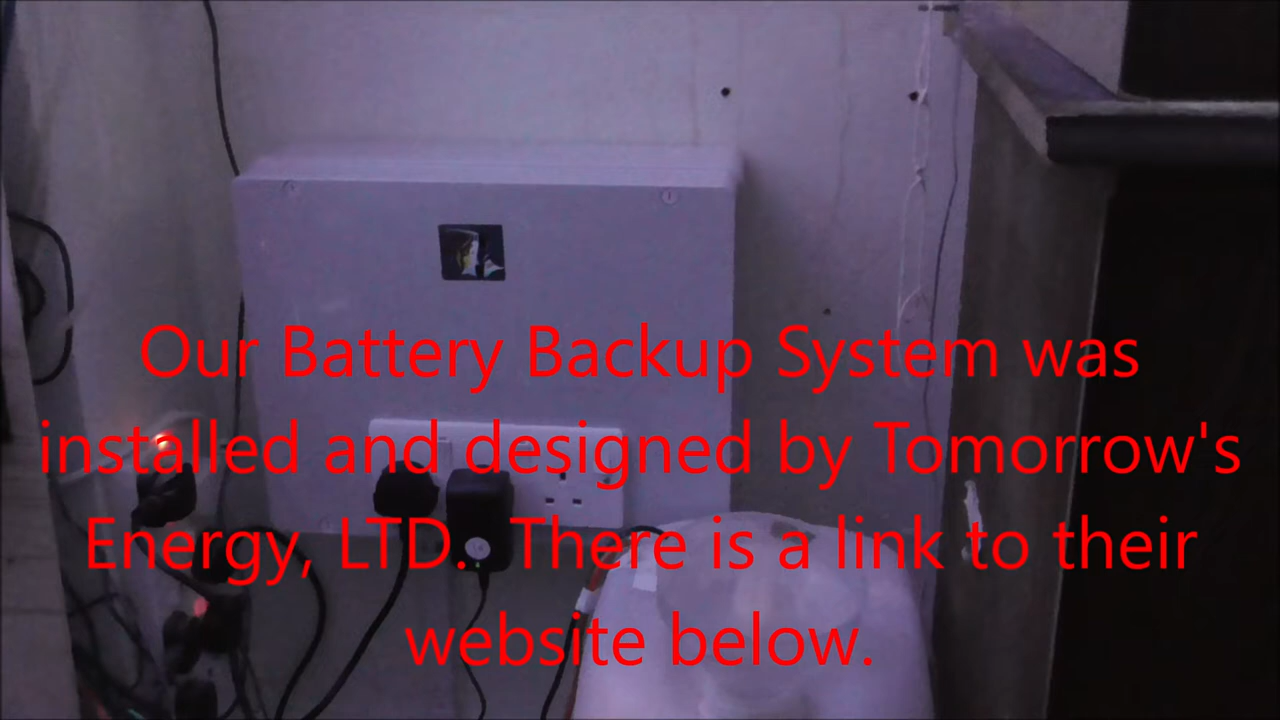 Our Battery Backup System was
installed and designed by Tomorrow's
Energy, LTD.  There is a link to their
website below.